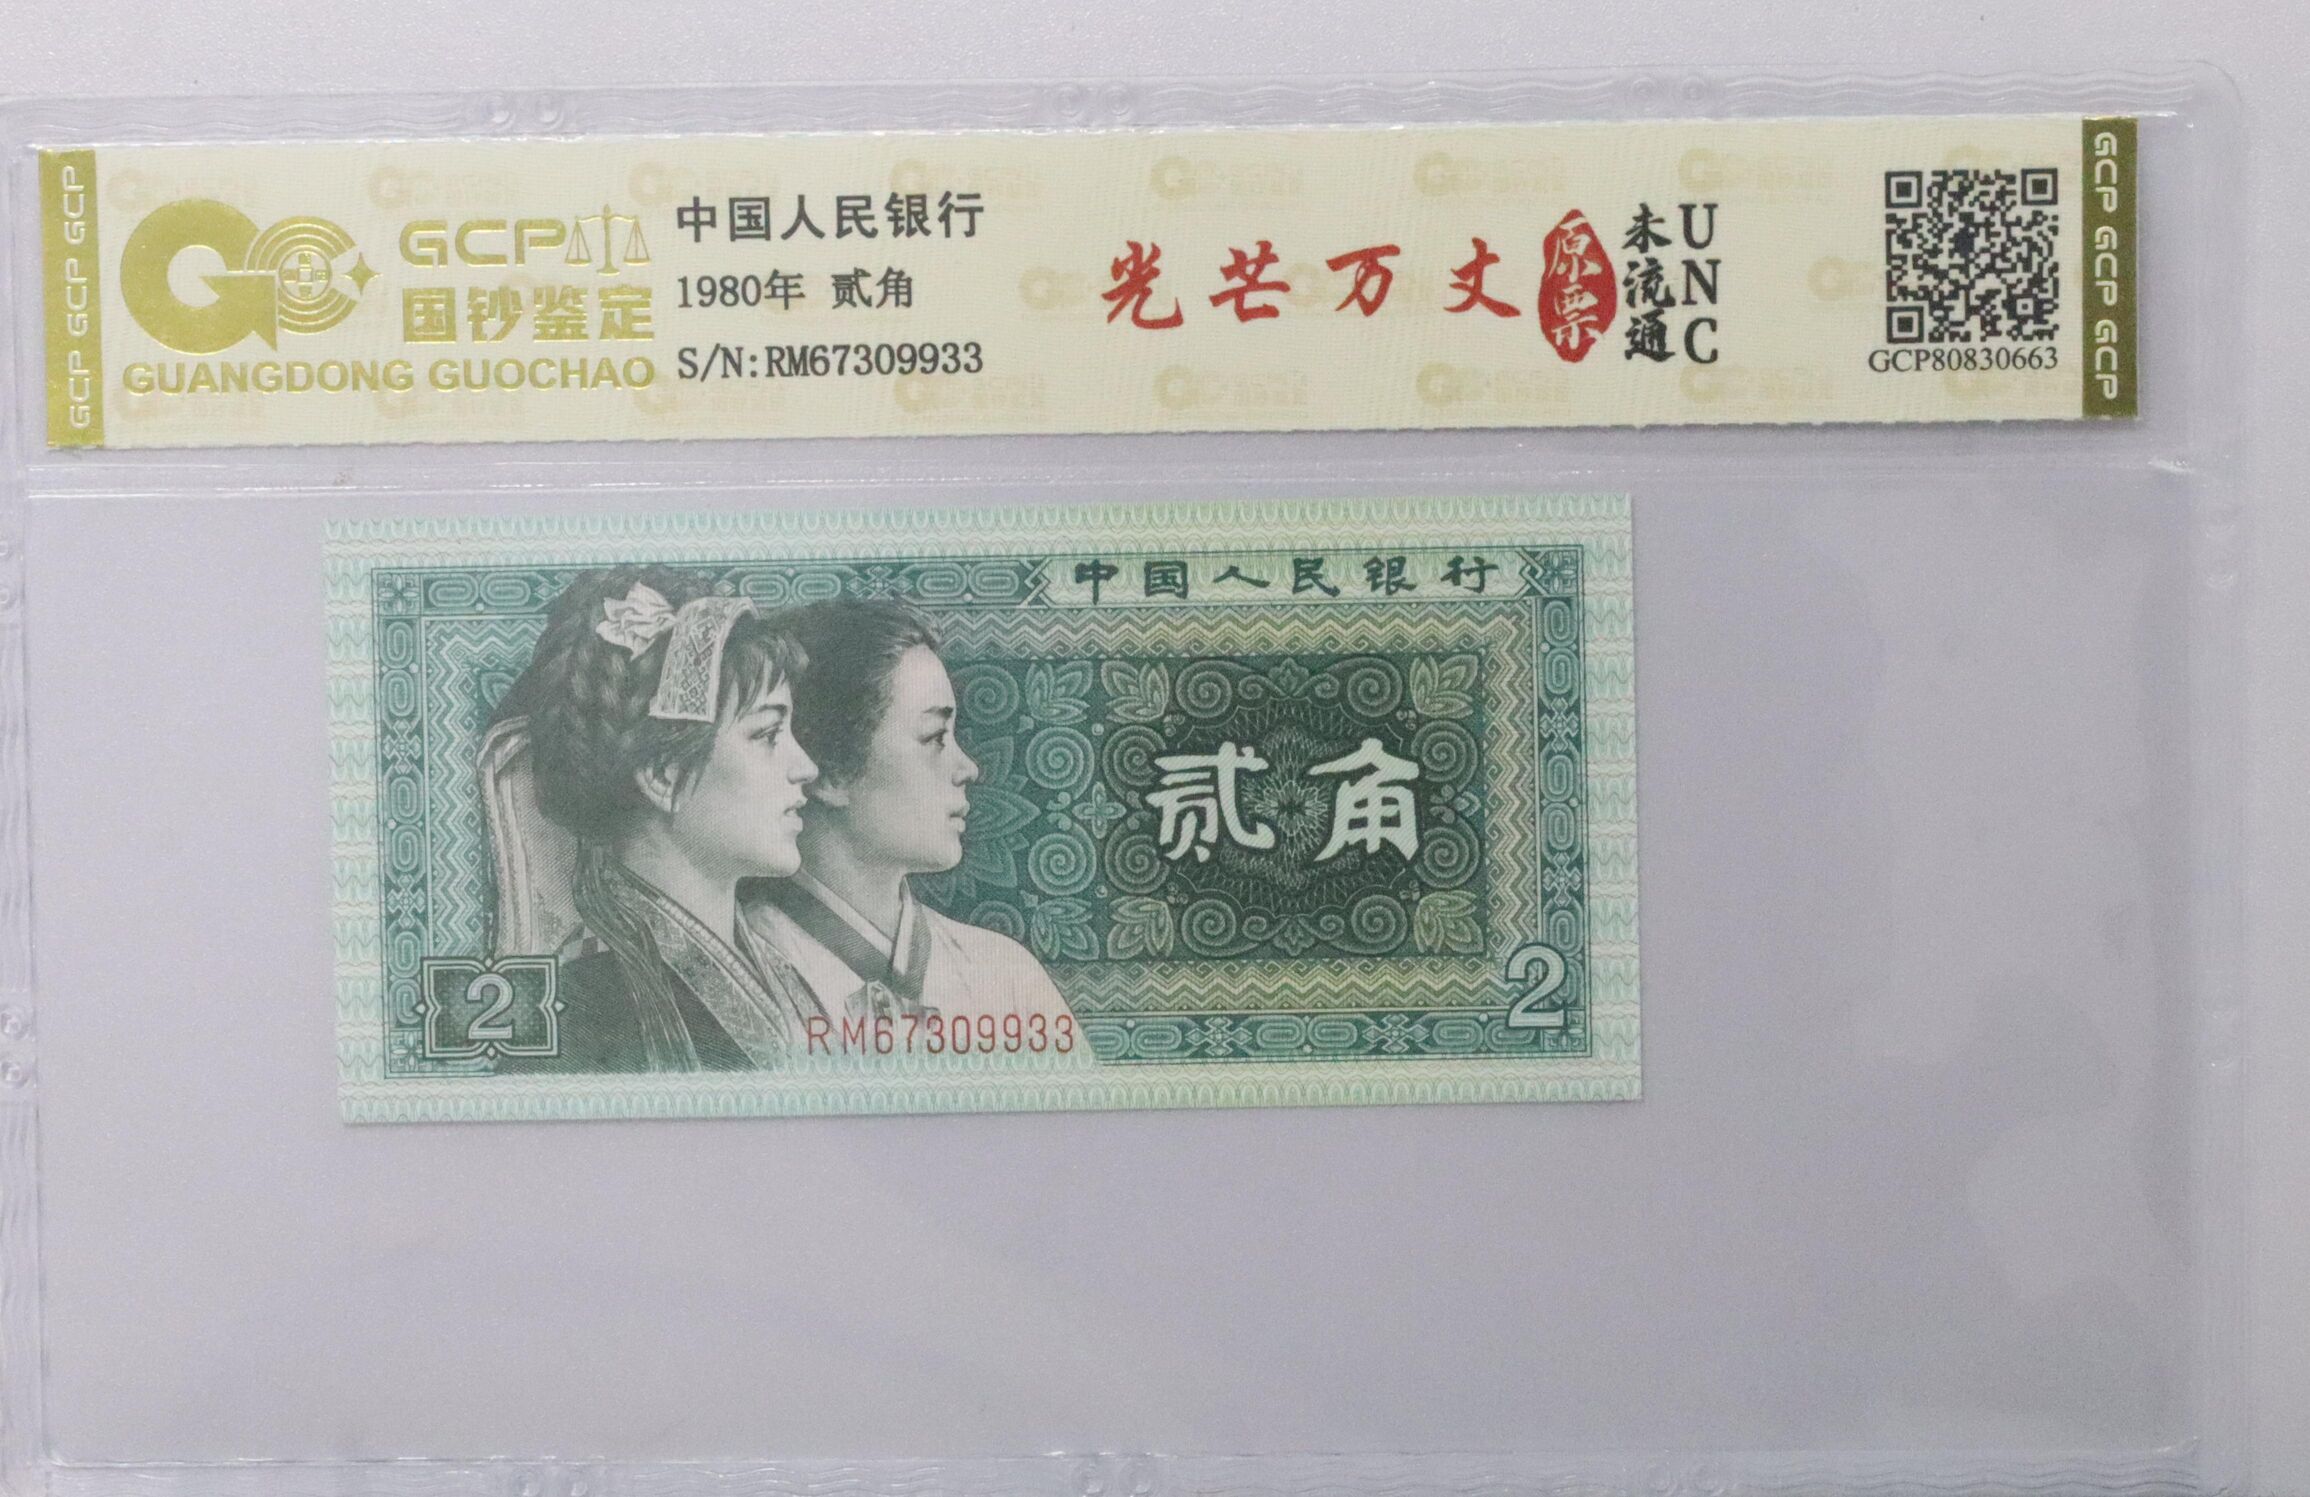 GCP GCP GCP
GCP
国钞鉴定
GUANGDONG GUOCHAO
中国人民银行
1980年 贰角
S/N:RM67309933
光芒万丈
原票
未流通
UNC
GCP80830663
GCP GCP GCP
中国人民银行
贰角
2
RM67309933
2